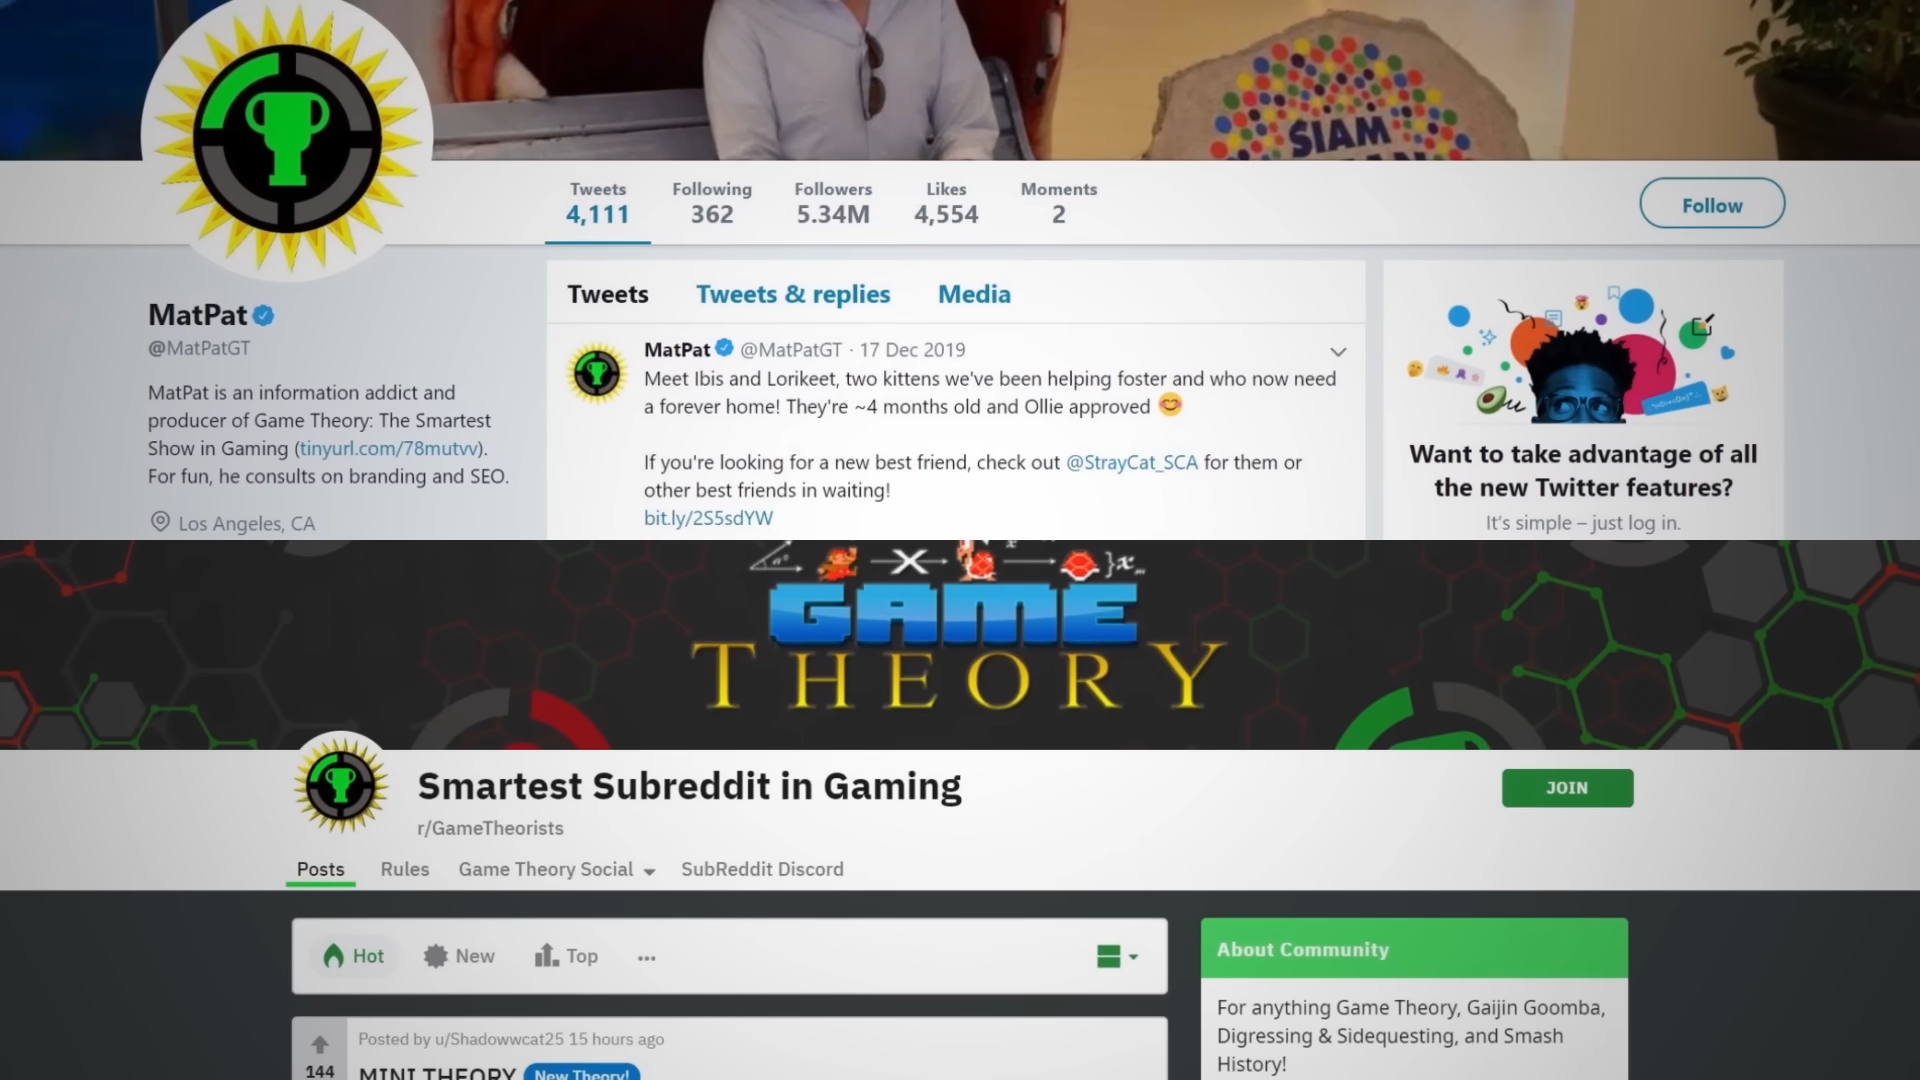 SIAM
Tweets Following Followers Likes Moments
4,111 362 5.34M 4,554 2
Follow
MatPat
@MatPatGT
MatPat is an information addict and
producer of Game Theory: The Smartest
Show in Gaming (tinyurl.com/78mutvv).
For fun, he consults on branding and SEO.
Los Angeles, CA
Tweets Tweets & replies Media
MatPat @MatPatGT · 17 Dec 2019
Meet Ibis and Lorikeet, two kittens we've been helping foster and who now need
a forever home! They're ~4 months old and Ollie approved 😊
If you're looking for a new best friend, check out @StrayCat_SCA for them or
other best friends in waiting!
bit.ly/2S5sdYW
Want to take advantage of all
the new Twitter features?
It's simple – just log in.
GAME
THEORY
Smartest Subreddit in Gaming
r/GameTheorists
JOIN
Posts Rules Game Theory Social SubReddit Discord
Hot New Top ...
About Community
For anything Game Theory, Gaijin Goomba,
Digressing & Sidequesting, and Smash
History!
Posted by u/Shadowwcat25 15 hours ago
144
MINI THEORY New Theory!